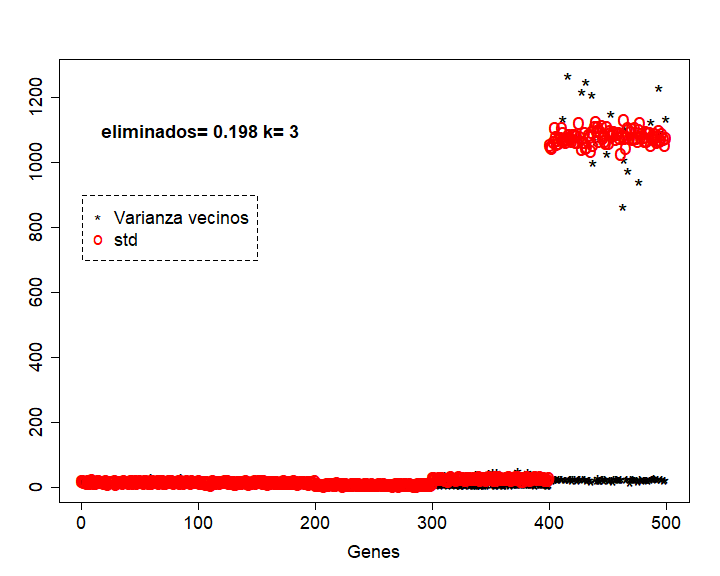 eliminados= 0.198 k= 3
* Varianza vecinos
o std
0 200 400 600 800 1000 1200
0 100 200 300 400 500
Genes